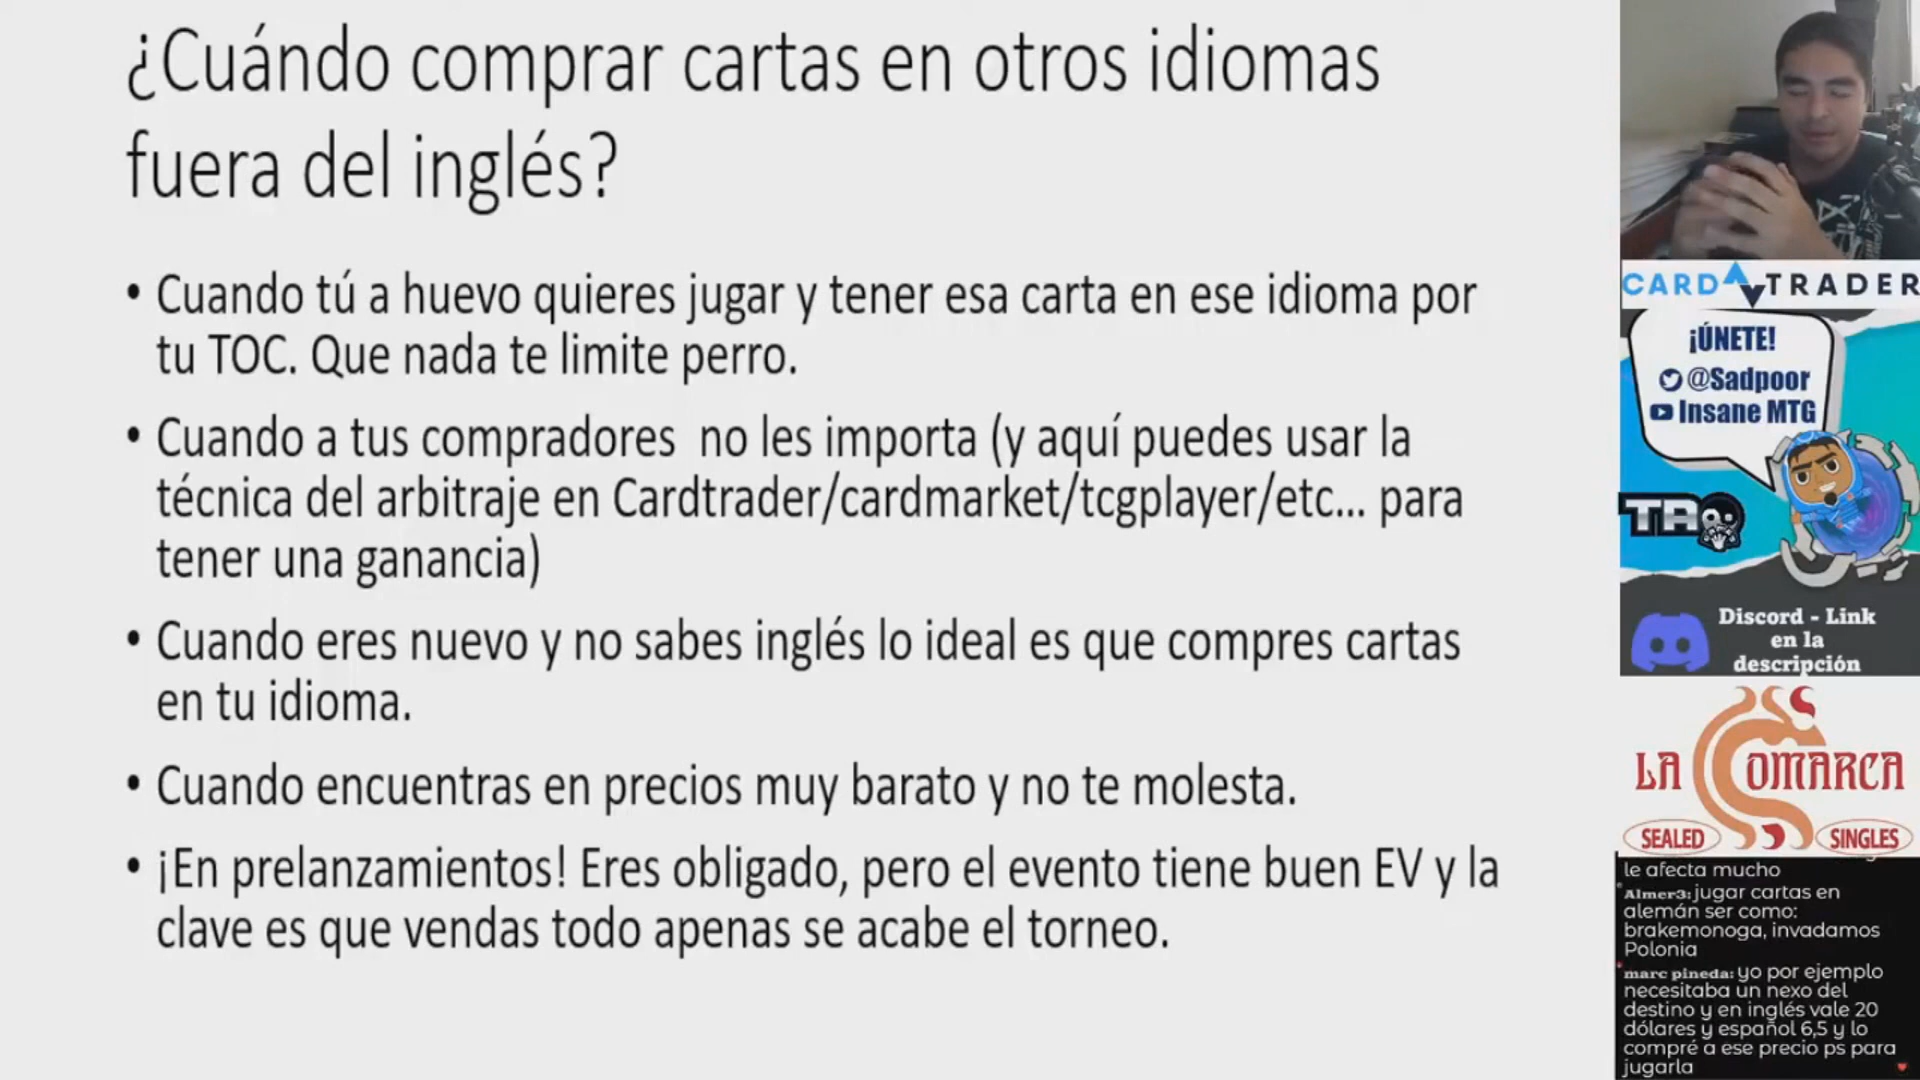 ¿Cuándo comprar cartas en otros idiomas
fuera del inglés?
• Cuando tú a huevo quieres jugar y tener esa carta en ese idioma por
tu TOC. Que nada te limite perro.
• Cuando a tus compradores no les importa (y aquí puedes usar la
técnica del arbitraje en Cardtrader/cardmarket/tcgplayer/etc... para
tener una ganancia)
• Cuando eres nuevo y no sabes inglés lo ideal es que compres cartas
en tu idioma.
• Cuando encuentras en precios muy barato y no te molesta.
• ¡En prelanzamientos! Eres obligado, pero el evento tiene buen EV y la
clave es que vendas todo apenas se acabe el torneo.
CARD TRADER
¡ÚNETE!
@Sadpoor
Insane MTG
Discord - Link
en la
descripción
LA COMARCA
SEALED SINGLES
le afecta mucho
Almer3: jugar cartas en
alemán ser como:
brakemonoga, invadamos
Polonia
marc pineda: yo por ejemplo
necesitaba un nexo del
destino y en inglés vale 20
dólares y español 6,5 y lo
compré a ese precio ps para
jugarla